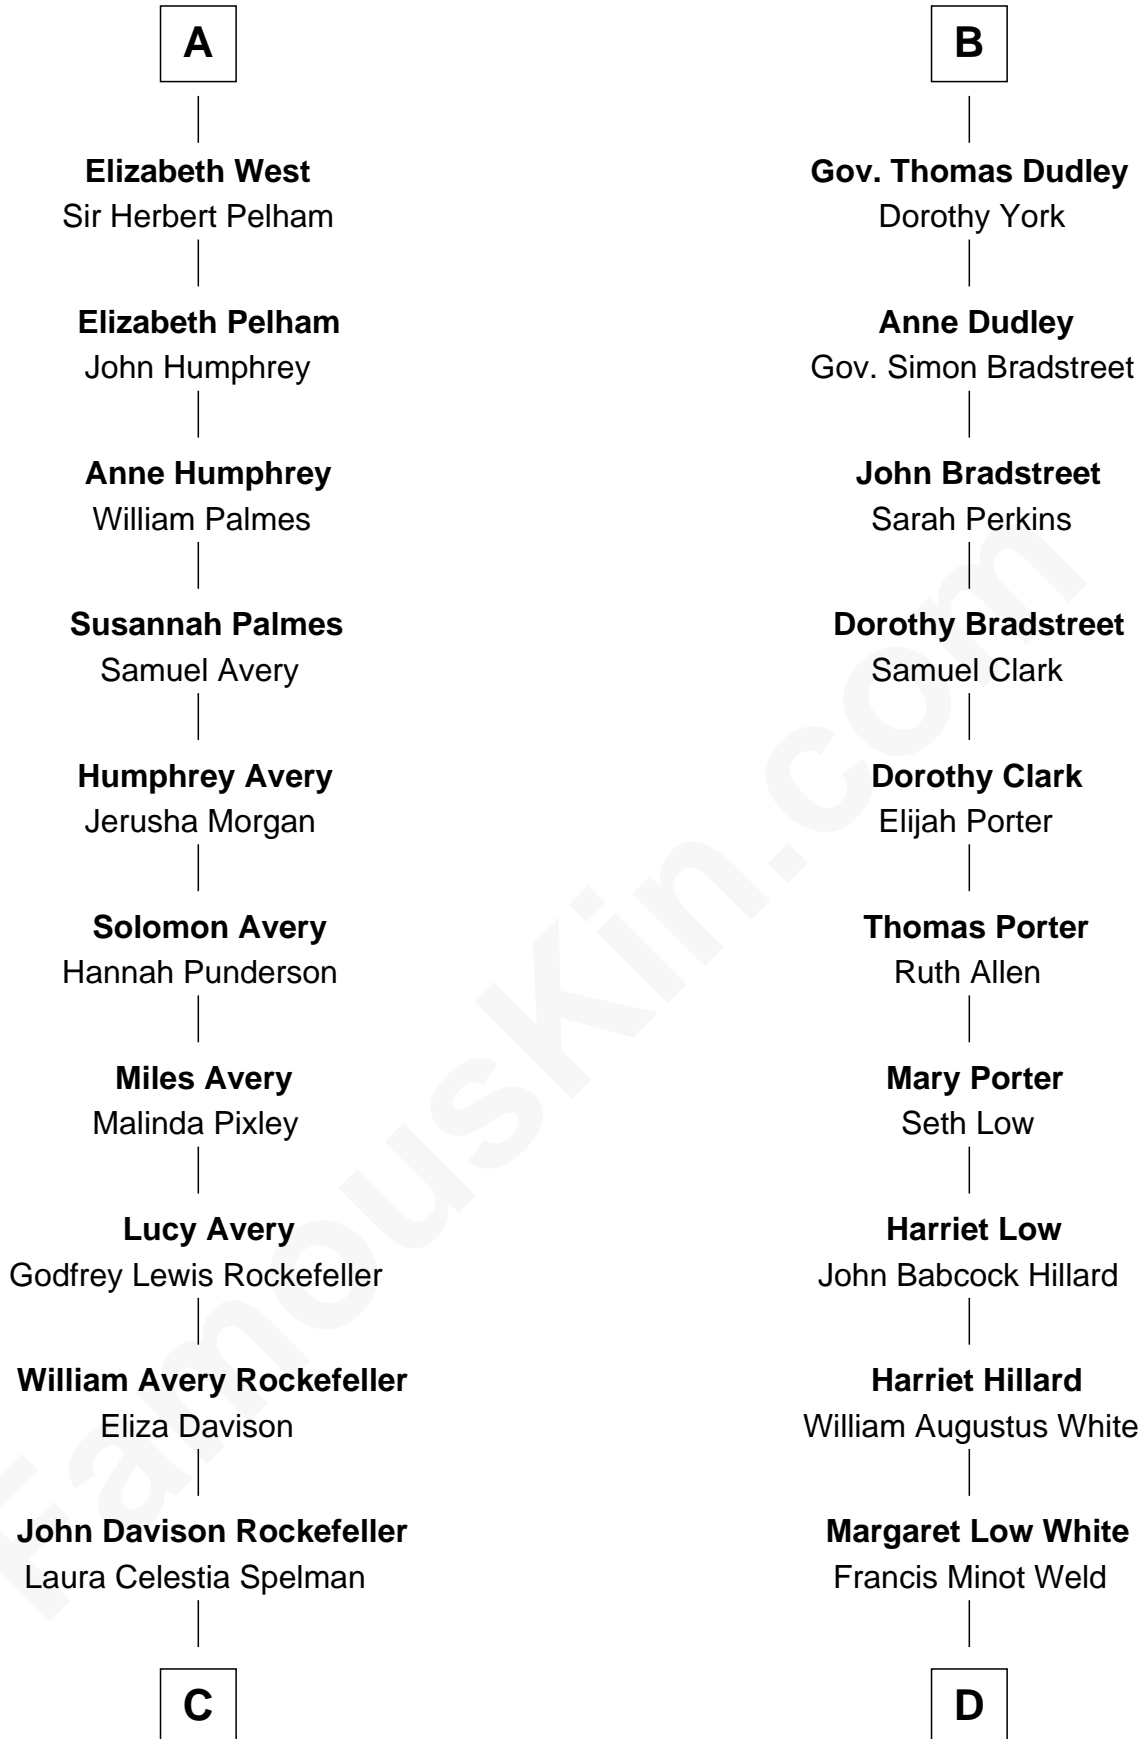 A
Elizabeth West
Sir Herbert Pelham
Elizabeth Pelham
John Humphrey
Anne Humphrey
William Palmes
Susannah Palmes
Samuel Avery
Humphrey Avery
Jerusha Morgan
Solomon Avery
Hannah Punderson
Miles Avery
Malinda Pixley
Lucy Avery
Godfrey Lewis Rockefeller
William Avery Rockefeller
Eliza Davison
John Davison Rockefeller
Laura Celestia Spelman
C
B
Gov. Thomas Dudley
Dorothy York
Anne Dudley
Gov. Simon Bradstreet
John Bradstreet
Sarah Perkins
Dorothy Bradstreet
Samuel Clark
Dorothy Clark
Elijah Porter
Thomas Porter
Ruth Allen
Mary Porter
Seth Low
Harriet Low
John Babcock Hillard
Harriet Hillard
William Augustus White
Margaret Low White
Francis Minot Weld
D
FamousKin.com